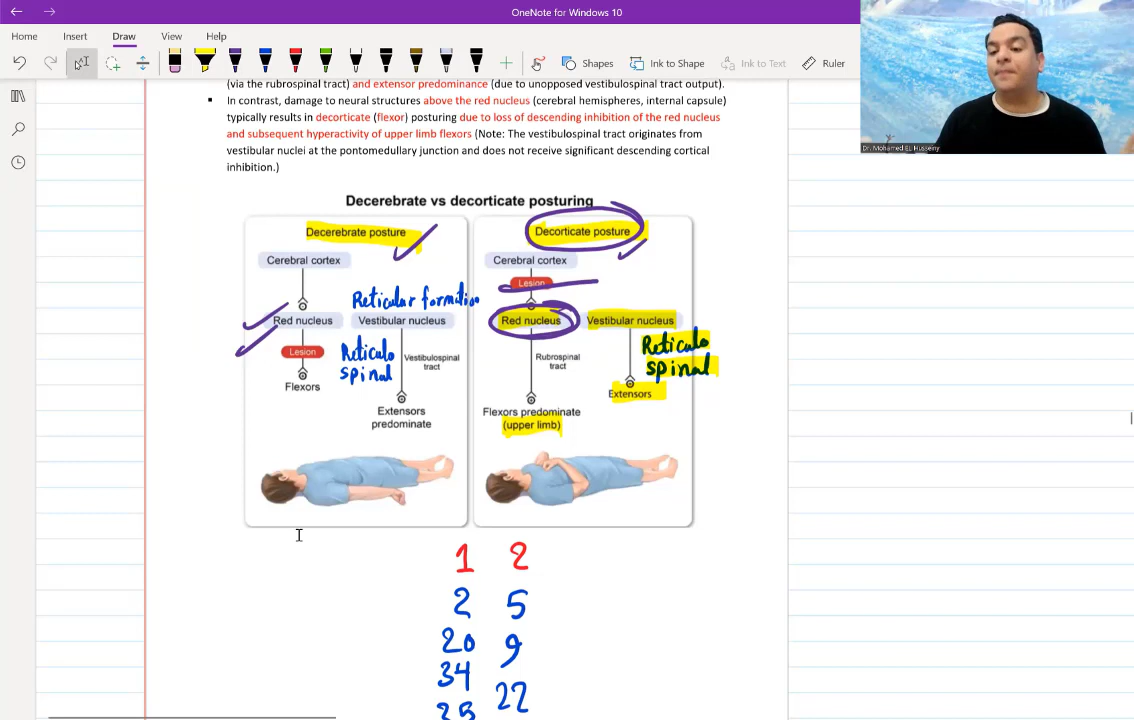 OneNote for Windows 10
Home Insert Draw View Help
Shapes Ink to Shape Ink to Text Ruler
(via the rubrospinal tract) and extensor predominance (due to unopposed vestibulospinal tract output).
▪ In contrast, damage to neural structures above the red nucleus (cerebral hemispheres, internal capsule)
typically results in decorticate (flexor) posturing due to loss of descending inhibition of the red nucleus
and subsequent hyperactivity of upper limb flexors (Note: The vestibulospinal tract originates from
vestibular nuclei at the pontomedullary junction and does not receive significant descending cortical
inhibition.)
Dr. Mohamed EL Husseiny
Decerebrate vs decorticate posturing
Decerebrate posture
Cerebral cortex
Reticular formation
Red nucleus Vestibular nucleus
Lesion
Reticulo
spinal
Vestibulospinal
tract
Flexors
Extensors
predominate
Decorticate posture
Cerebral cortex
Lesion
Red nucleus Vestibular nucleus
Reticulo
spinal
Rubrospinal
tract
Extensors
Flexors predominate
(upper limb)
1 2
2 5
20 9
34 22